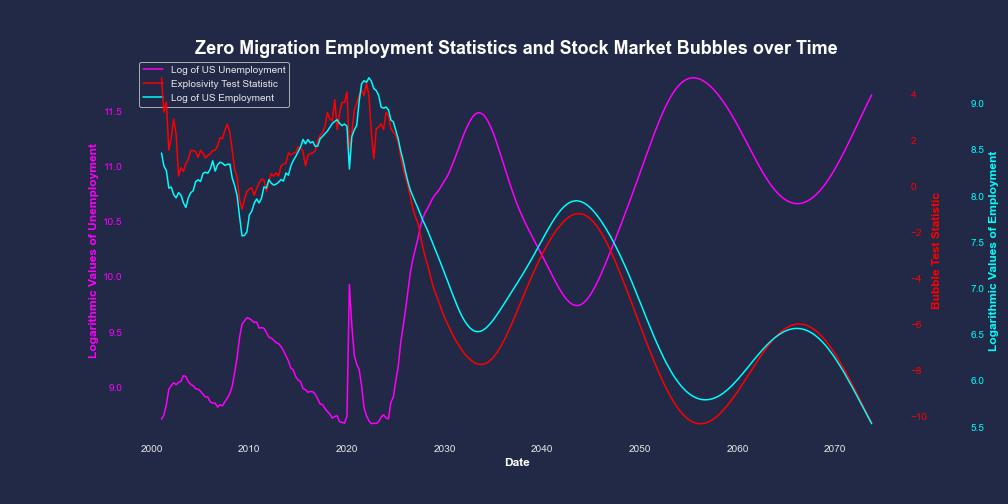 Zero Migration Employment Statistics and Stock Market Bubbles over Time
Log of US Unemployment
Explosivity Test Statistic
Log of US Employment
Logarithmic Values of Unemployment
11.5
11.0
10.5
10.0
9.5
9.0
4
2
0
−2
−4
−6
−8
−10
Bubble Test Statistic
9.0
8.5
8.0
7.5
7.0
6.5
6.0
5.5
Logarithmic Values of Employment
2000 2010 2020 2030 2040 2050 2060 2070
Date